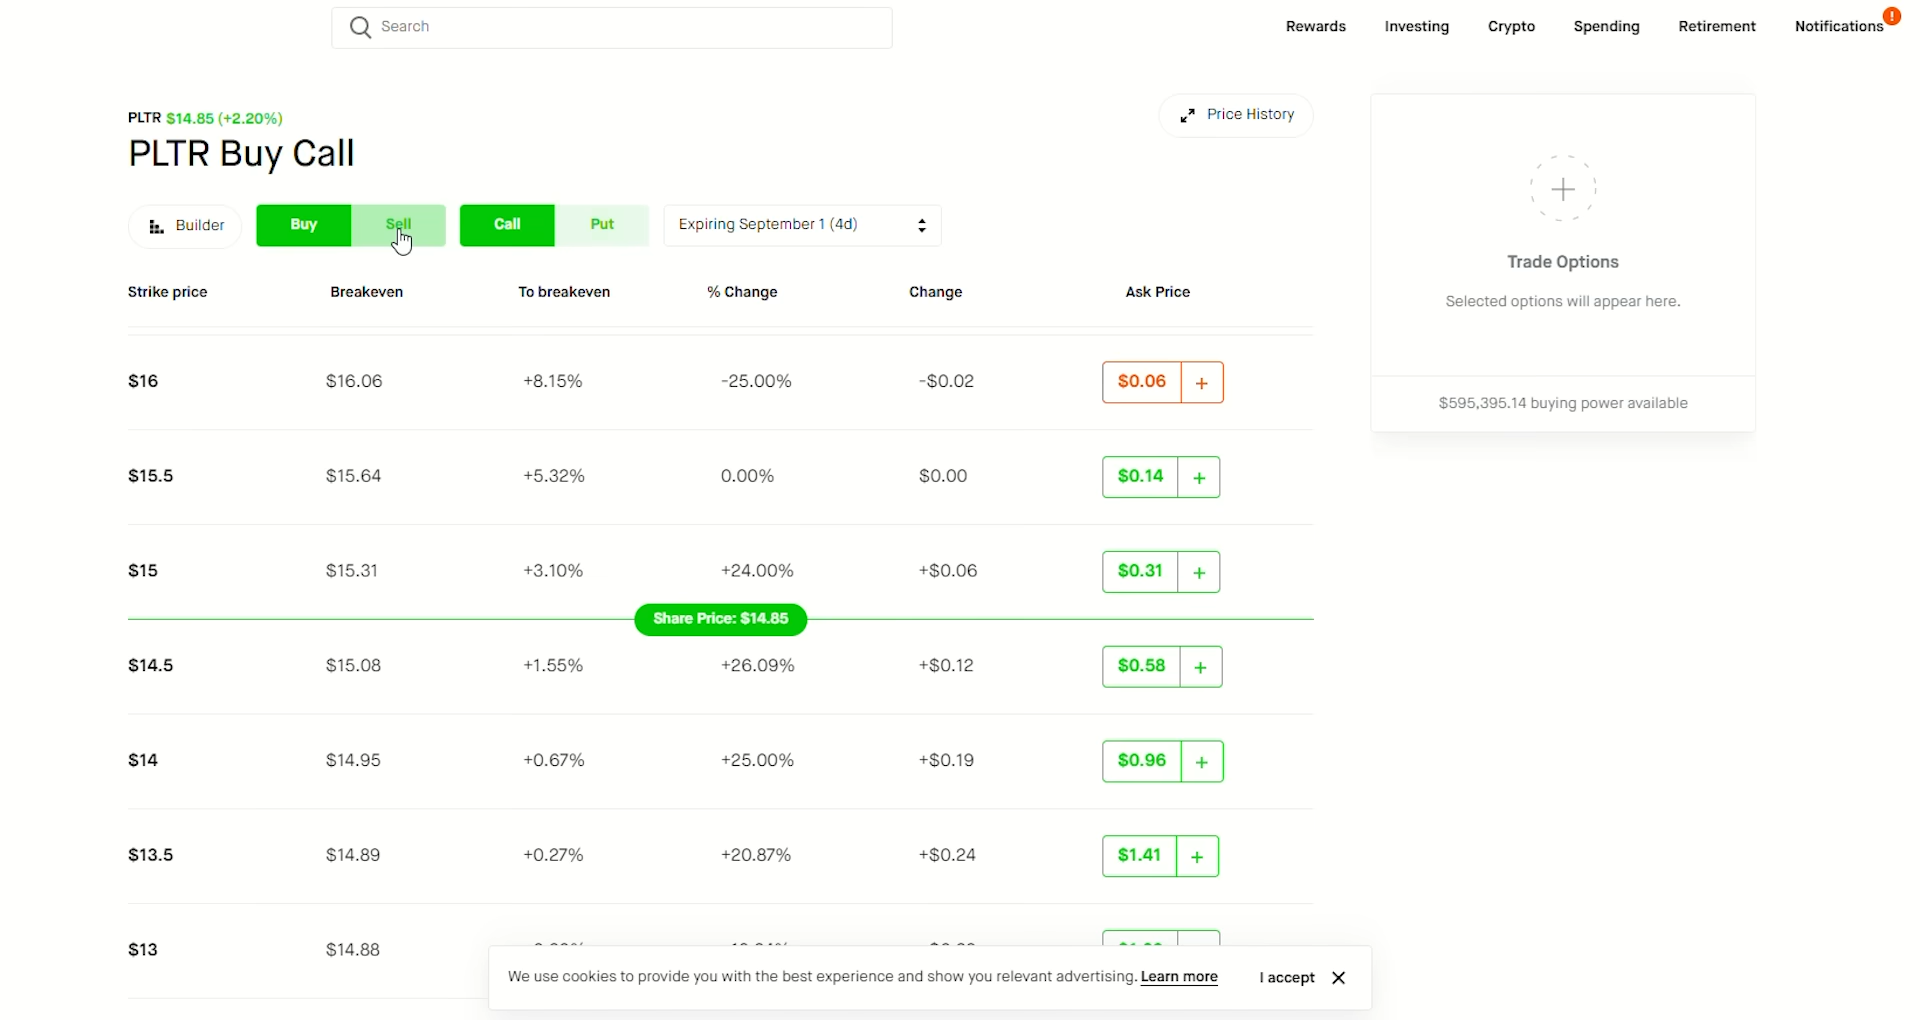 Search
Rewards Investing Crypto Spending Retirement Notifications !
PLTR $14.85 (+2.20%)
PLTR Buy Call
Price History
Builder Buy Sell Call Put Expiring September 1 (4d)
Strike price Breakeven To breakeven % Change Change Ask Price
$16 $16.06 +8.15% -25.00% -$0.02 $0.06 +
$15.5 $15.64 +5.32% 0.00% $0.00 $0.14 +
$15 $15.31 +3.10% +24.00% +$0.06 $0.31 +
Share Price: $14.85
$14.5 $15.08 +1.55% +26.09% +$0.12 $0.58 +
$14 $14.95 +0.67% +25.00% +$0.19 $0.96 +
$13.5 $14.89 +0.27% +20.87% +$0.24 $1.41 +
$13 $14.88
Trade Options
Selected options will appear here.
$595,395.14 buying power available
We use cookies to provide you with the best experience and show you relevant advertising. Learn more I accept